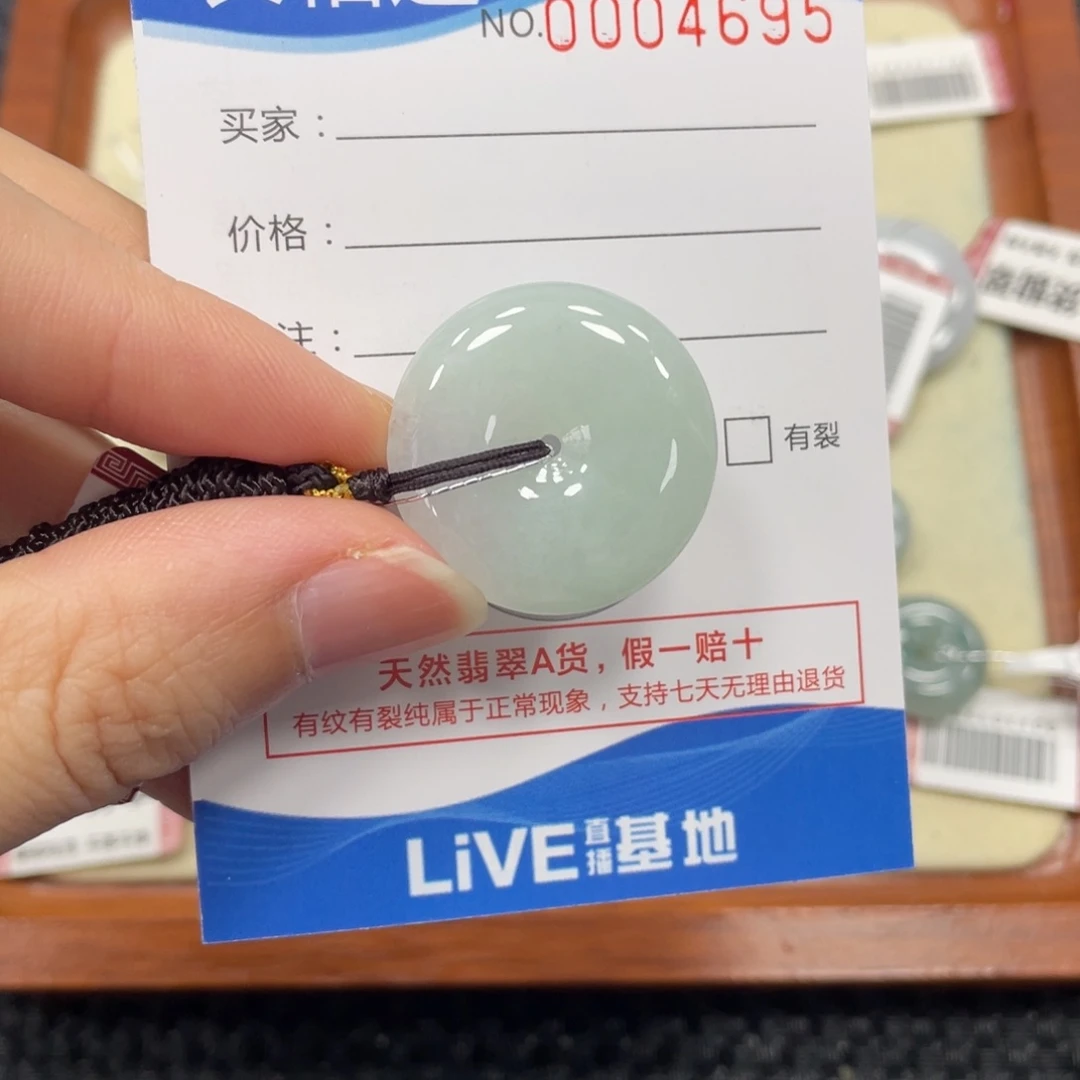 NO.0004695
买家：
价格：
注：
有裂
天然翡翠A货，假一赔十
有纹有裂纯属于正常现象，支持七天无理由退货
LiVE直播基地